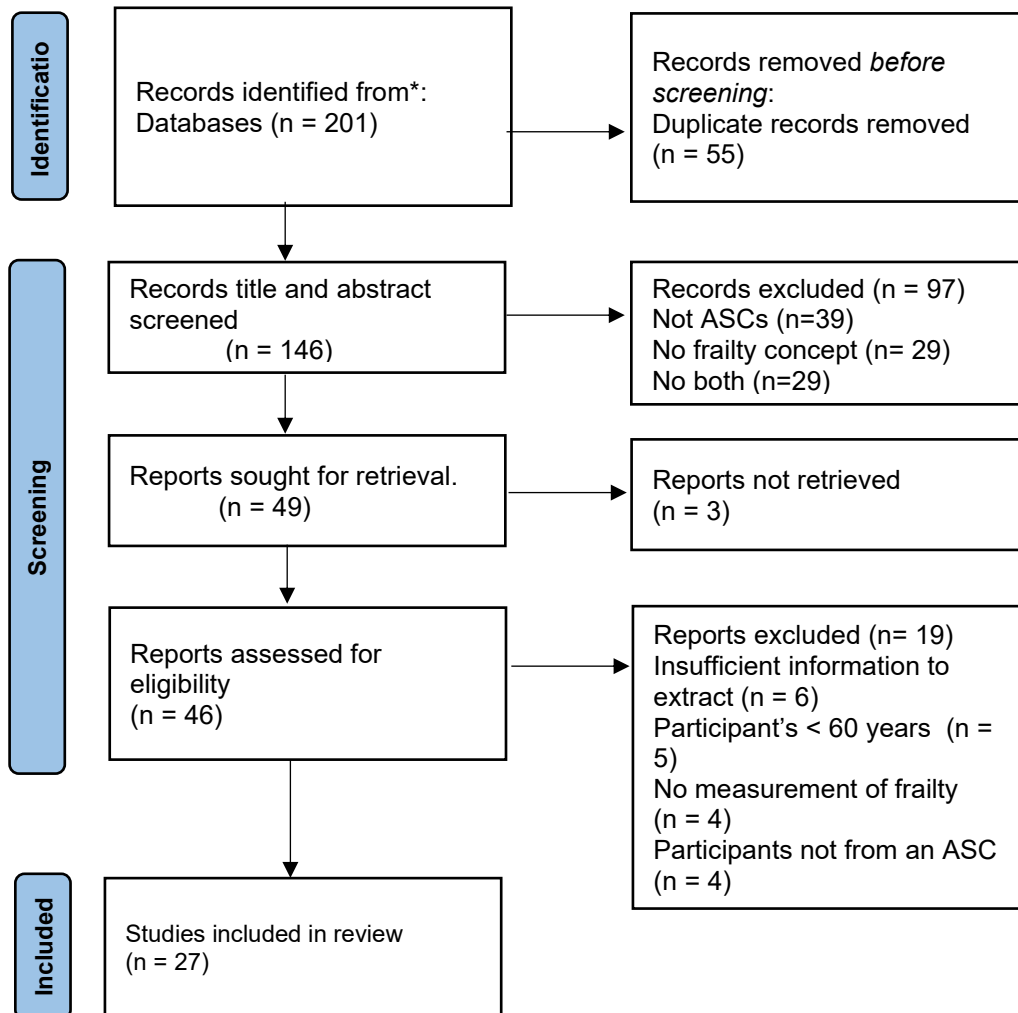 Identificatio
Records identified from*:
Databases (n = 201)
Records removed before
screening:
Duplicate records removed
(n = 55)
Screening
Records title and abstract
screened
(n = 146)
Records excluded (n = 97)
Not ASCs (n=39)
No frailty concept (n= 29)
No both (n=29)
Reports sought for retrieval.
(n = 49)
Reports not retrieved
(n = 3)
Reports assessed for
eligibility
(n = 46)
Reports excluded (n= 19)
Insufficient information to
extract (n = 6)
Participant’s < 60 years (n =
5)
No measurement of frailty
(n = 4)
Participants not from an ASC
(n = 4)
Included
Studies included in review
(n = 27)